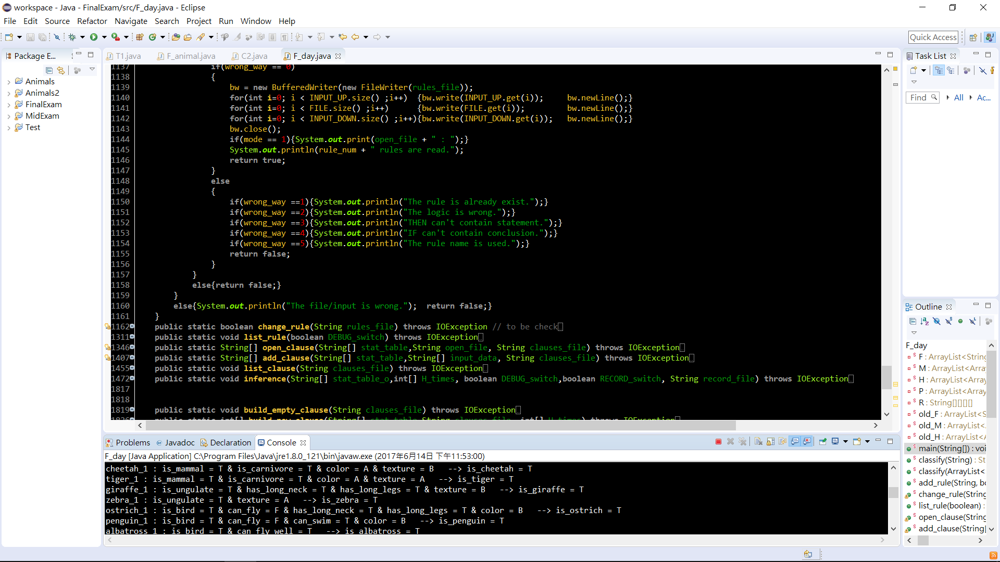 workspace - Java - FinalExam/src/F_day.java - Eclipse
File Edit Source Refactor Navigate Search Project Run Window Help
Quick Access
Package E...
Animals
Animals2
FinalExam
MidExam
Test
T1.java F_animal.java C2.java F_day.java
1137 if(wrong_way == 0)
1138 {
1139 bw = new BufferedWriter(new FileWriter(rules_file));
1140 for(int i=0; i < INPUT_UP.size() ;i++) {bw.write(INPUT_UP.get(i)); bw.newLine();}
1141 for(int i=0; i < FILE.size() ;i++) {bw.write(FILE.get(i)); bw.newLine();}
1142 for(int i=0; i < INPUT_DOWN.size() ;i++){bw.write(INPUT_DOWN.get(i)); bw.newLine();}
1143 bw.close();
1144 if(mode == 1){System.out.print(open_file + " : ");}
1145 System.out.println(rule_num + " rules are read.");
1146 return true;
1147 }
1148 else
1149 {
1150 if(wrong_way ==1){System.out.println("The rule is already exist.");}
1151 if(wrong_way ==2){System.out.println("The logic is wrong.");}
1152 if(wrong_way ==3){System.out.println("THEN can't contain statement.");}
1153 if(wrong_way ==4){System.out.println("IF can't contain conclusion.");}
1154 if(wrong_way ==5){System.out.println("The rule name is used.");}
1155 return false;
1156 }
1157 }
1158 else{return false;}
1159 }
1160 else{System.out.println("The file/input is wrong."); return false;}
1161 }
1162 public static boolean change_rule(String rules_file) throws IOException // to be check
1311 public static void list_rule(boolean DEBUG_switch) throws IOException
1346 public static String[] open_clause(String[] stat_table,String open_file, String clauses_file) throws IOException
1407 public static String[] add_clause(String[] stat_table,String[] input_data, String clauses_file) throws IOException
1455 public static void list_clause(String clauses_file) throws IOException
1472 public static void inference(String[] stat_table_o,int[] H_times, boolean DEBUG_switch,boolean RECORD_switch, String record_file) throws IOException
1817
1818
1819 public static void build_empty_clause(String clauses_file) throws IOException
1826 public static int[] build_new_clause(String[] stat_table,String clauses_file, int[] H_times) throws IOException
Problems @ Javadoc Declaration Console
F_day [Java Application] C:\Program Files\Java\jre1.8.0_121\bin\javaw.exe (2017年6月14日 下午11:53:00)
cheetah_1 : is_mammal = T & is_carnivore = T & color = A & texture = B --> is_cheetah = T
tiger_1 : is_mammal = T & is_carnivore = T & color = A & texture = A --> is_tiger = T
giraffe_1 : is_ungulate = T & has_long_neck = T & has_long_legs = T & texture = B --> is_giraffe = T
zebra_1 : is_ungulate = T & texture = A --> is_zebra = T
ostrich_1 : is_bird = T & can_fly = F & has_long_neck = T & has_long_legs = T & color = B --> is_ostrich = T
penguin_1 : is_bird = T & can_fly = F & can_swim = T & color = B --> is_penguin = T
albatross_1 : is_bird = T & can_fly_well = T --> is_albatross = T
Task List
Find All Ac...
Outline
F_day
F : ArrayList<String
M : ArrayList<Array
H : ArrayList<Array
P : ArrayList<Array
R : String[][][][]
old_F : ArrayList<S
old_M : ArrayList<
old_H : ArrayList<A
main(String[]) : voi
classify(String) : St
classify(ArrayList<
add_rule(String, bo
change_rule(String
list_rule(boolean) :
open_clause(String
add_clause(String[